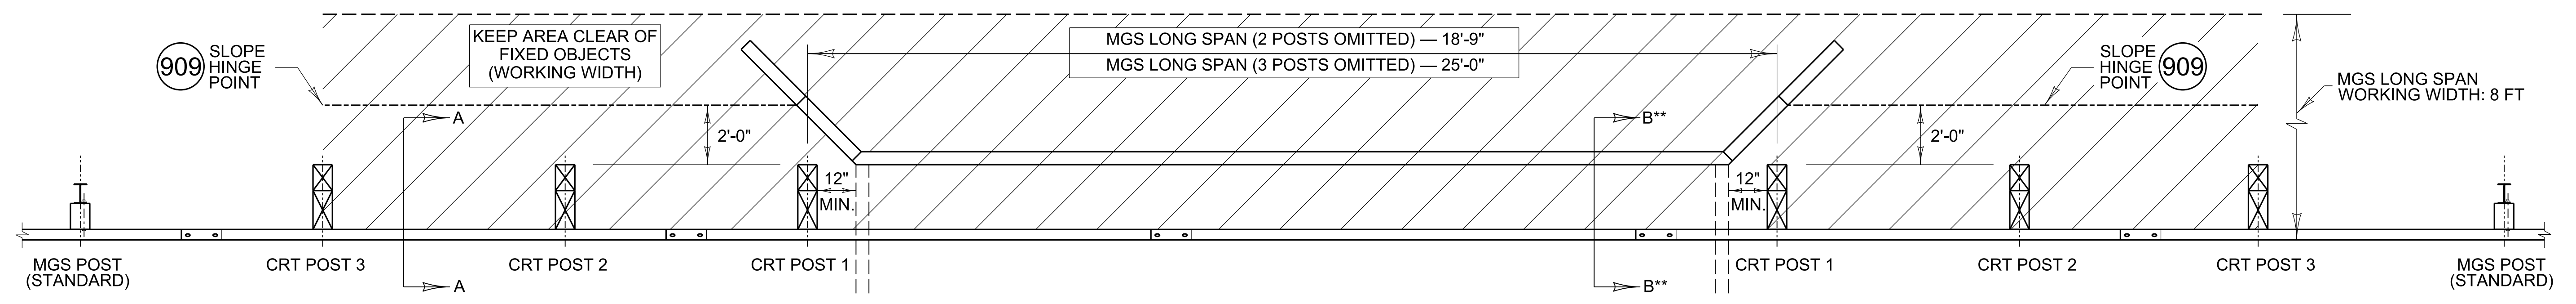 KEEP AREA CLEAR OF
FIXED OBJECTS
(WORKING WIDTH)
MGS LONG SPAN (2 POSTS OMITTED) — 18'-9"
MGS LONG SPAN (3 POSTS OMITTED) — 25'-0"
909
SLOPE
HINGE
POINT
SLOPE
HINGE
POINT
909
MGS LONG SPAN
WORKING WIDTH: 8 FT
A
2'-0"
B**
2'-0"
12"
MIN.
12"
MIN.
MGS POST
(STANDARD)
CRT POST 3
CRT POST 2
CRT POST 1
CRT POST 1
CRT POST 2
CRT POST 3
MGS POST
(STANDARD)
A
B**